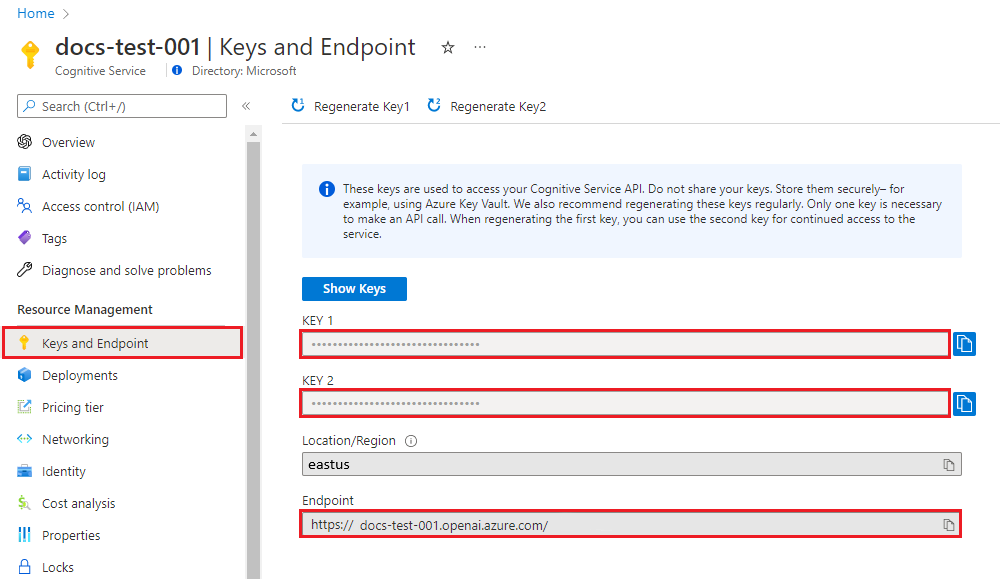 Home
docs-test-001 | Keys and Endpoint
Cognitive Service
Directory: Microsoft
Search (Ctrl+/)
Overview
Activity log
Access control (IAM)
Tags
Diagnose and solve problems
Resource Management
Keys and Endpoint
Deployments
Pricing tier
Networking
Identity
Cost analysis
Properties
Locks
Regenerate Key1
Regenerate Key2
These keys are used to access your Cognitive Service API. Do not share your keys. Store them securely– for
example, using Azure Key Vault. We also recommend regenerating these keys regularly. Only one key is necessary
to make an API call. When regenerating the first key, you can use the second key for continued access to the
service.
Show Keys
KEY 1
KEY 2
Location/Region
eastus
Endpoint
https:// docs-test-001.openai.azure.com/